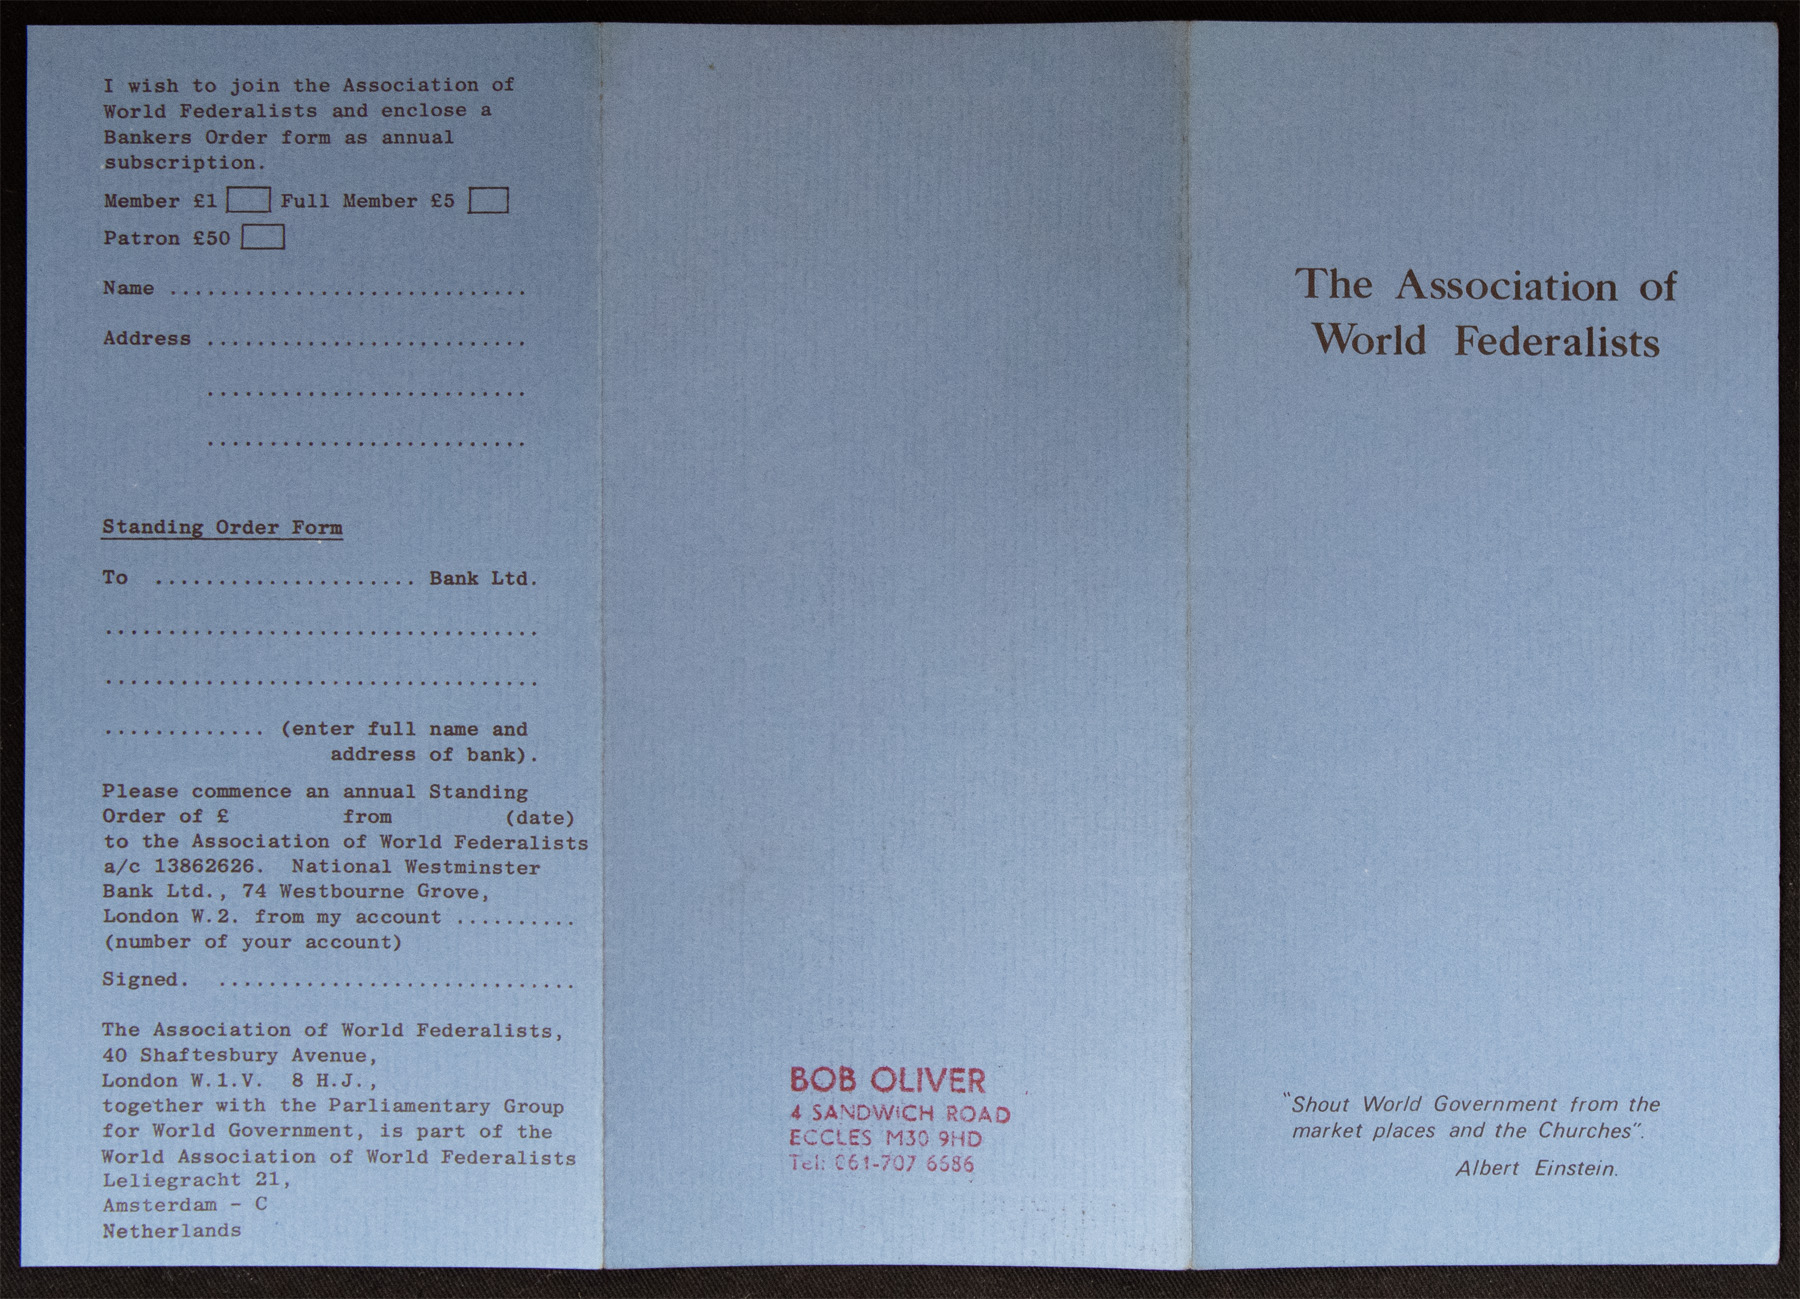 I wish to join the Association of
World Federalists and enclose a
Bankers Order form as annual
subscription.
Member £1 Full Member £5
Patron £50
Name .............................
Address ..........................
..........................
..........................
Standing Order Form
To ..................... Bank Ltd.
...................................
...................................
............. (enter full name and
address of bank).
Please commence an annual Standing
Order of £ from (date)
to the Association of World Federalists
a/c 13862626. National Westminster
Bank Ltd., 74 Westbourne Grove,
London W.2. from my account ..........
(number of your account)
Signed. .............................
The Association of World Federalists,
40 Shaftesbury Avenue,
London W.1.V. 8 H.J.,
together with the Parliamentary Group
for World Government, is part of the
World Association of World Federalists
Leliegracht 21,
Amsterdam - C
Netherlands
BOB OLIVER
4 SANDWICH ROAD
ECCLES M30 9HD
Tel: 061-707 6686
The Association of
World Federalists
"Shout World Government from the
market places and the Churches".
Albert Einstein.